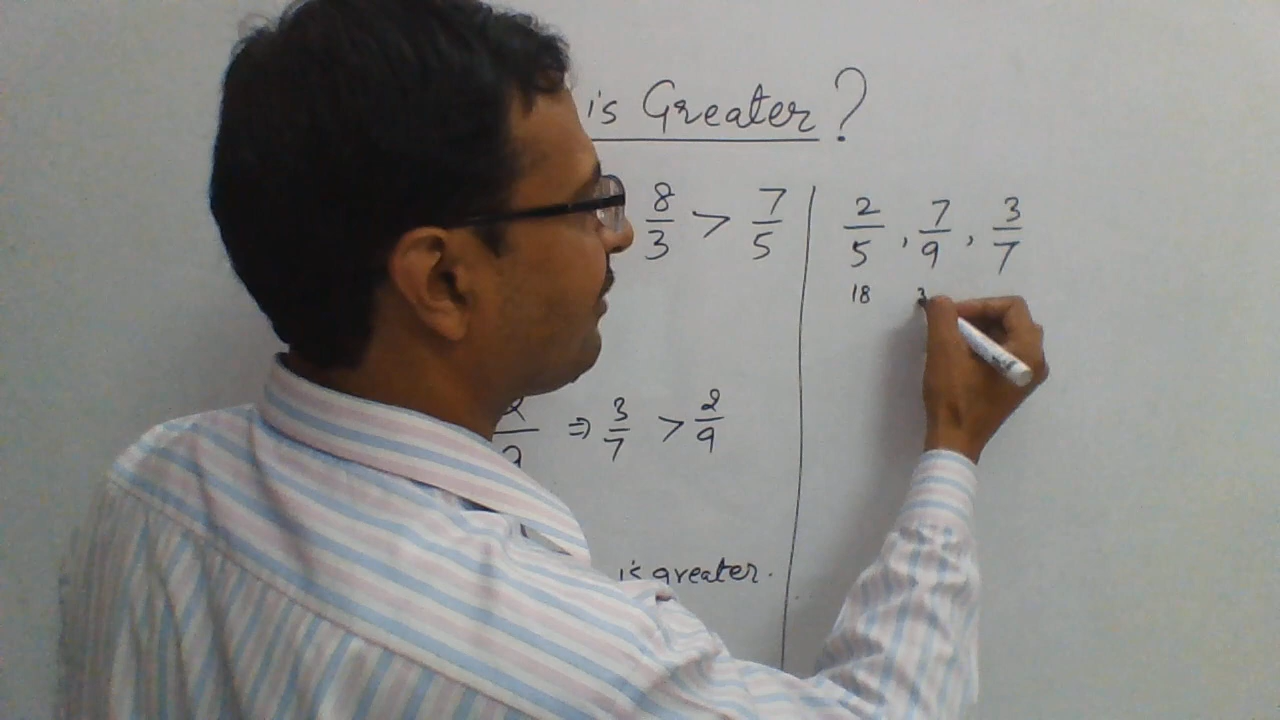 is Greater ?
8/3 > 7/5
2/5 , 7/9 , 3/7
18 3
⇒ 3/7 > 2/9
is greater.